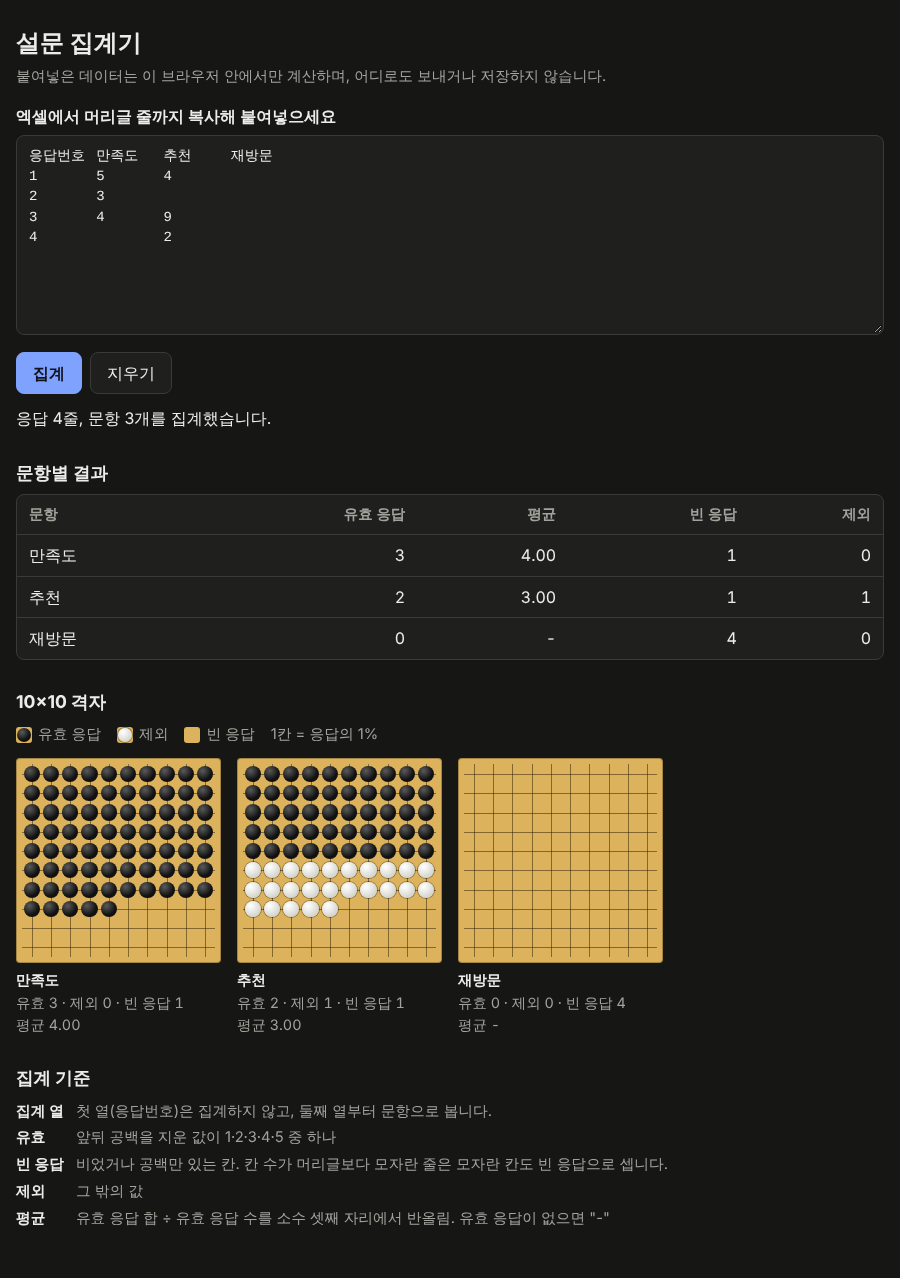 설문 집계기
붙여넣은 데이터는 이 브라우저 안에서만 계산하며, 어디로도 보내거나 저장하지 않습니다.
엑셀에서 머리글 줄까지 복사해 붙여넣으세요
응답번호 만족도 추천 재방문
1 5 4
2 3
3 4 9
4 2
집계 지우기
응답 4줄, 문항 3개를 집계했습니다.
문항별 결과
문항 유효 응답 평균 빈 응답 제외
만족도 3 4.00 1 0
추천 2 3.00 1 1
재방문 0 - 4 0
10×10 격자
유효 응답 제외 빈 응답 1칸 = 응답의 1%
만족도 추천 재방문
유효 3 · 제외 0 · 빈 응답 1 유효 2 · 제외 1 · 빈 응답 1 유효 0 · 제외 0 · 빈 응답 4
평균 4.00 평균 3.00 평균 -
집계 기준
집계 열 첫 열(응답번호)은 집계하지 않고, 둘째 열부터 문항으로 봅니다.
유효 앞뒤 공백을 지운 값이 1·2·3·4·5 중 하나
빈 응답 비었거나 공백만 있는 칸. 칸 수가 머리글보다 모자란 줄은 모자란 칸도 빈 응답으로 셉니다.
제외 그 밖의 값
평균 유효 응답 합 ÷ 유효 응답 수를 소수 셋째 자리에서 반올림. 유효 응답이 없으면 "-"